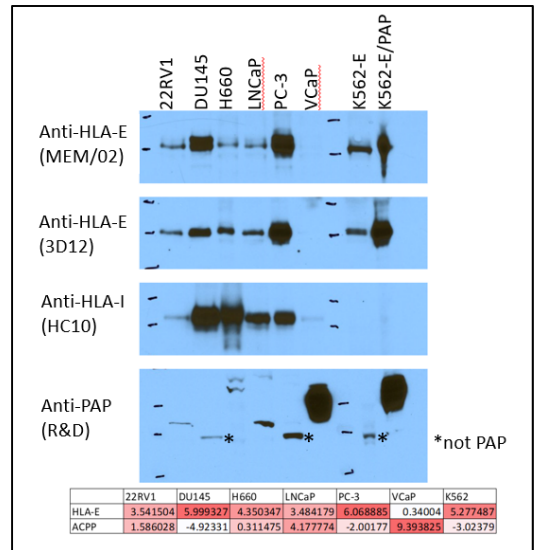 22RV1 DU145 H660 LNCaP PC-3 VCaP K562-E K562-E/PAP
Anti-HLA-E
(MEM/02)
Anti-HLA-E
(3D12)
Anti-HLA-I
(HC10)
Anti-PAP
(R&D)
* * * *not PAP
22RV1 DU145 H660 LNCaP PC-3 VCaP K562
HLA-E 3.541504 5.999327 4.350347 3.484179 6.068885 0.34004 5.277487
ACPP 1.586028 -4.92331 0.311475 4.177774 -2.00177 9.393825 -3.02379